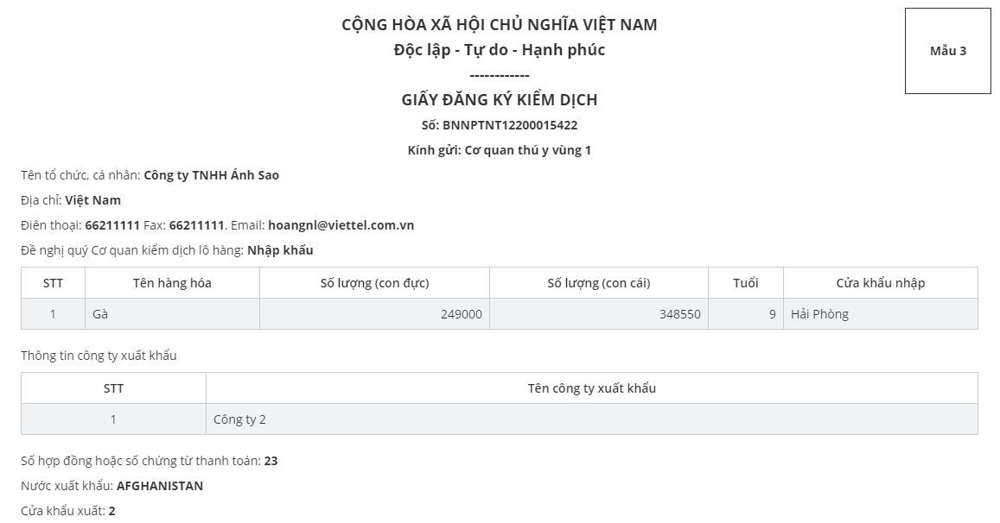 CỘNG HÒA XÃ HỘI CHỦ NGHĨA VIỆT NAM
Mẫu 3
Độc lập - Tự do - Hạnh phúc
------------
GIẤY ĐĂNG KÝ KIỂM DỊCH
Số: BNNPTNT12200015422
Kính gửi: Cơ quan thú y vùng 1
Tên tổ chức, cá nhân: Công ty TNHH Ánh Sao
Địa chỉ: Việt Nam
Điên thoại: 66211111 Fax: 66211111. Email: hoangnl@viettel.com.vn
Đề nghị quý Cơ quan kiểm dịch lô hàng: Nhập khẩu
STT Tên hàng hóa Số lượng (con đực) Số lượng (con cái) Tuổi Cửa khẩu nhập
1 Gà 249000 348550 9 Hải Phòng
Thông tin công ty xuất khẩu
STT Tên công ty xuất khẩu
1 Công ty 2
Số hợp đồng hoặc số chứng từ thanh toán: 23
Nước xuất khẩu: AFGHANISTAN
Cửa khẩu xuất: 2